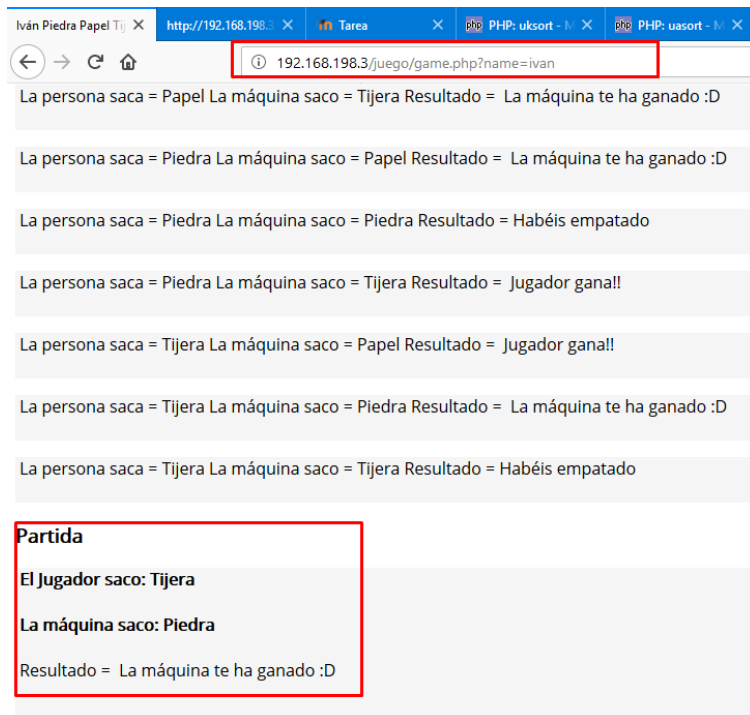 Iván Piedra Papel Tij
http://192.168.198.3
Tarea
php PHP: uksort - M
php PHP: uasort - M
192.168.198.3/juego/game.php?name=ivan
La persona saca = Papel La máquina saco = Tijera Resultado = La máquina te ha ganado :D
La persona saca = Piedra La máquina saco = Papel Resultado = La máquina te ha ganado :D
La persona saca = Piedra La máquina saco = Piedra Resultado = Habéis empatado
La persona saca = Piedra La máquina saco = Tijera Resultado = Jugador gana!!
La persona saca = Tijera La máquina saco = Papel Resultado = Jugador gana!!
La persona saca = Tijera La máquina saco = Piedra Resultado = La máquina te ha ganado :D
La persona saca = Tijera La máquina saco = Tijera Resultado = Habéis empatado
Partida
El Jugador saco: Tijera
La máquina saco: Piedra
Resultado = La máquina te ha ganado :D